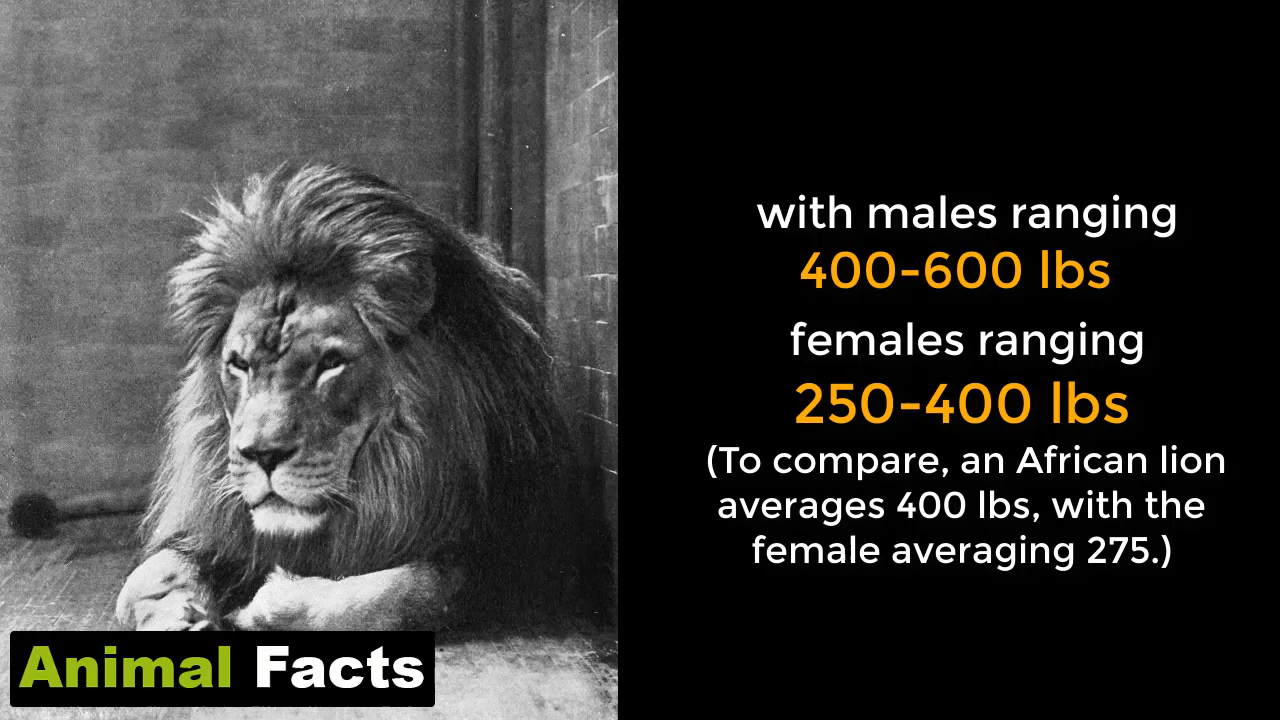 with males ranging
400-600 lbs
females ranging
250-400 lbs
(To compare, an African lion
averages 400 lbs, with the
female averaging 275.)
Animal Facts